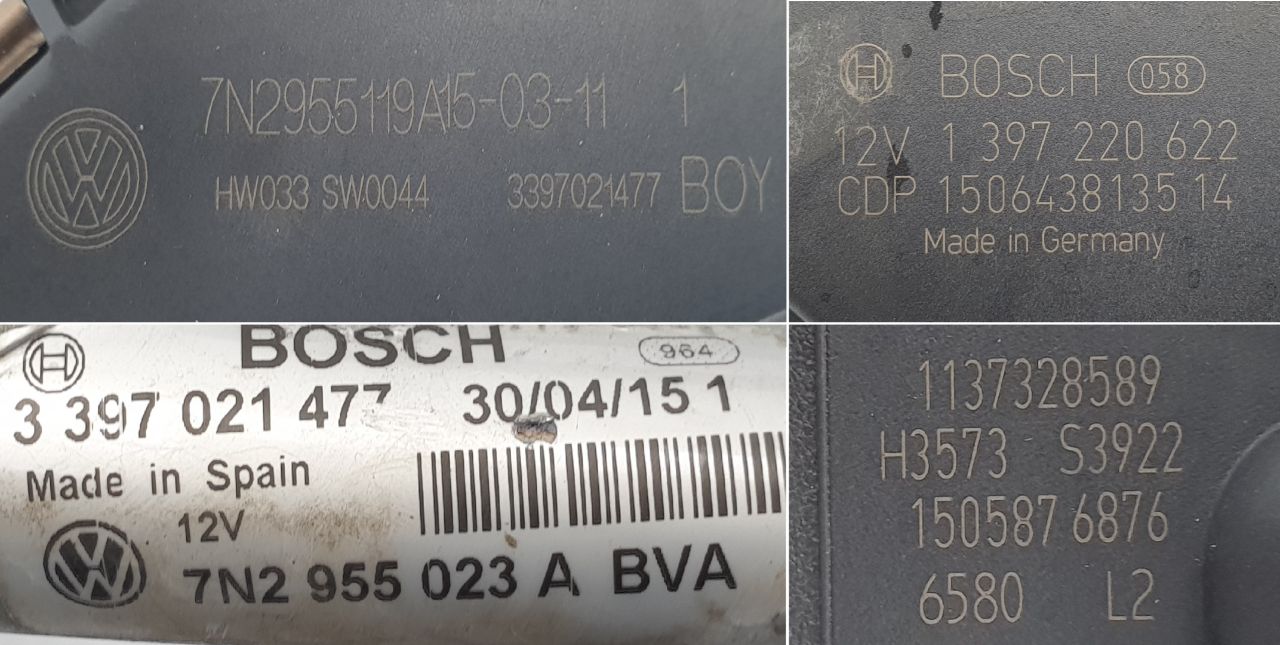 7N2955119A15-03-11 1
HW033 SW0044 3397021477 BOY
BOSCH 058
12V 1 397 220 622
CDP 1506438135 14
Made in Germany
BOSCH 964
3 397 021 477 30/04/15 1
Made in Spain
12V
7N2 955 023 A BVA
1137328589
H3573 S3922
150587 6876
6580 L2